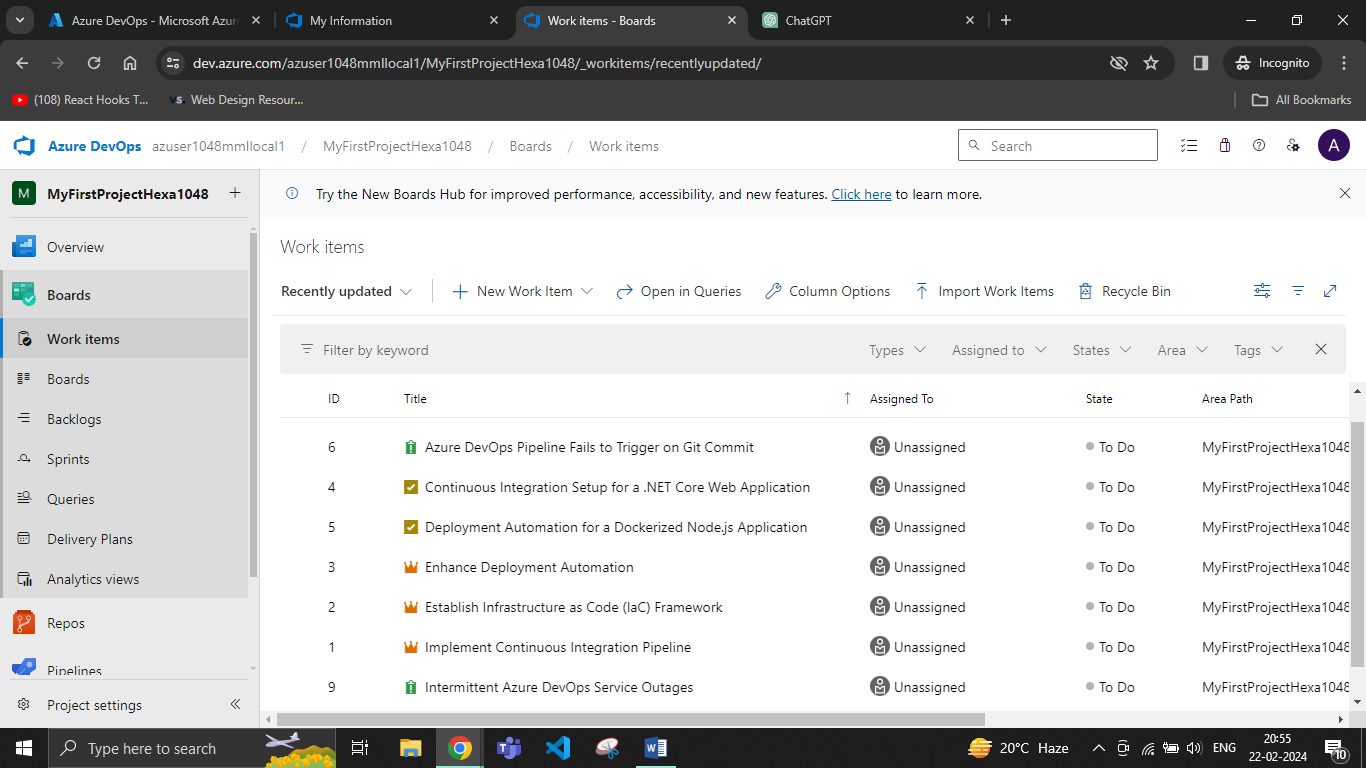 Azure DevOps - Microsoft Azure
My Information
Work items - Boards
ChatGPT
dev.azure.com/azuser1048mmllocal1/MyFirstProjectHexa1048/_workitems/recentlyupdated/
Incognito
(108) React Hooks T...
VS. Web Design Resour...
All Bookmarks
Azure DevOps azuser1048mmllocal1 / MyFirstProjectHexa1048 / Boards / Work items
Search
A
M MyFirstProjectHexa1048
Try the New Boards Hub for improved performance, accessibility, and new features. Click here to learn more.
Overview
Boards
Work items
Boards
Backlogs
Sprints
Queries
Delivery Plans
Analytics views
Repos
Pipelines
Project settings
Work items
Recently updated
New Work Item
Open in Queries
Column Options
Import Work Items
Recycle Bin
Filter by keyword
Types
Assigned to
States
Area
Tags
ID Title Assigned To State Area Path
6 Azure DevOps Pipeline Fails to Trigger on Git Commit Unassigned To Do MyFirstProjectHexa1048
4 Continuous Integration Setup for a .NET Core Web Application Unassigned To Do MyFirstProjectHexa1048
5 Deployment Automation for a Dockerized Node.js Application Unassigned To Do MyFirstProjectHexa1048
3 Enhance Deployment Automation Unassigned To Do MyFirstProjectHexa1048
2 Establish Infrastructure as Code (IaC) Framework Unassigned To Do MyFirstProjectHexa1048
1 Implement Continuous Integration Pipeline Unassigned To Do MyFirstProjectHexa1048
9 Intermittent Azure DevOps Service Outages Unassigned To Do MyFirstProjectHexa1048
Type here to search
20°C Haze
ENG
20:55
22-02-2024
10